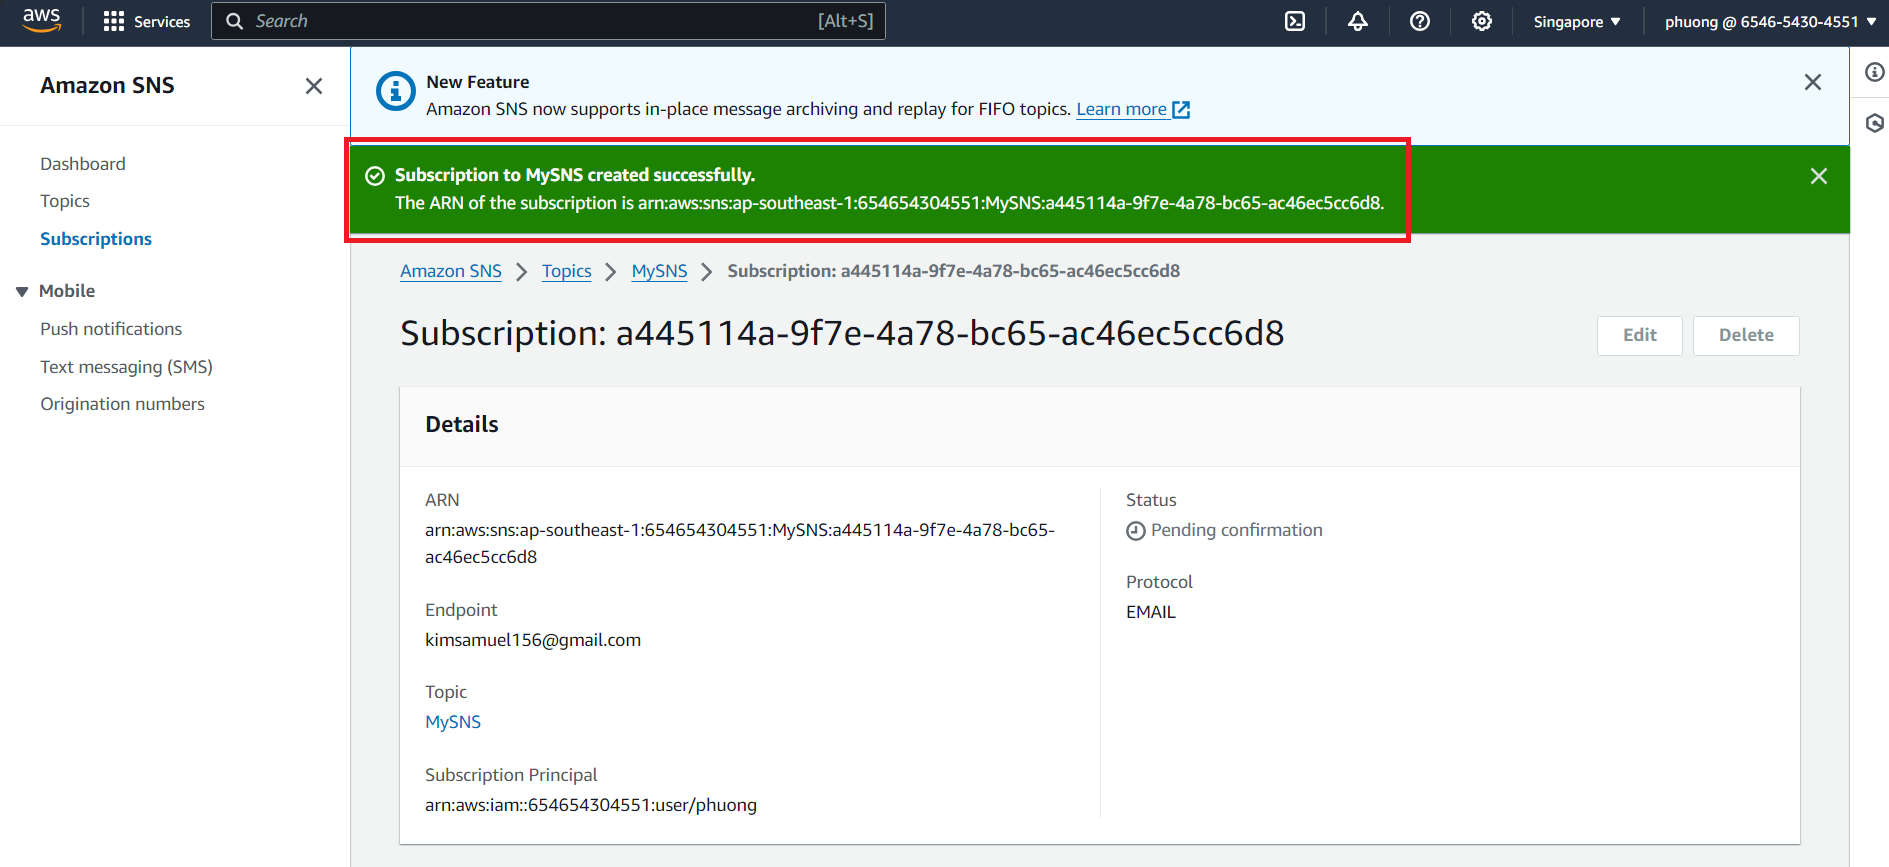 aws
Services
Search
[Alt+S]
Singapore
phuong @ 6546-5430-4551
Amazon SNS
Dashboard
Topics
Subscriptions
Mobile
Push notifications
Text messaging (SMS)
Origination numbers
New Feature
Amazon SNS now supports in-place message archiving and replay for FIFO topics. Learn more
Subscription to MySNS created successfully.
The ARN of the subscription is arn:aws:sns:ap-southeast-1:654654304551:MySNS:a445114a-9f7e-4a78-bc65-ac46ec5cc6d8.
Amazon SNS
Topics
MySNS
Subscription: a445114a-9f7e-4a78-bc65-ac46ec5cc6d8
Subscription: a445114a-9f7e-4a78-bc65-ac46ec5cc6d8
Edit
Delete
Details
ARN
arn:aws:sns:ap-southeast-1:654654304551:MySNS:a445114a-9f7e-4a78-bc65-
ac46ec5cc6d8
Endpoint
kimsamuel156@gmail.com
Topic
MySNS
Subscription Principal
arn:aws:iam::654654304551:user/phuong
Status
Pending confirmation
Protocol
EMAIL